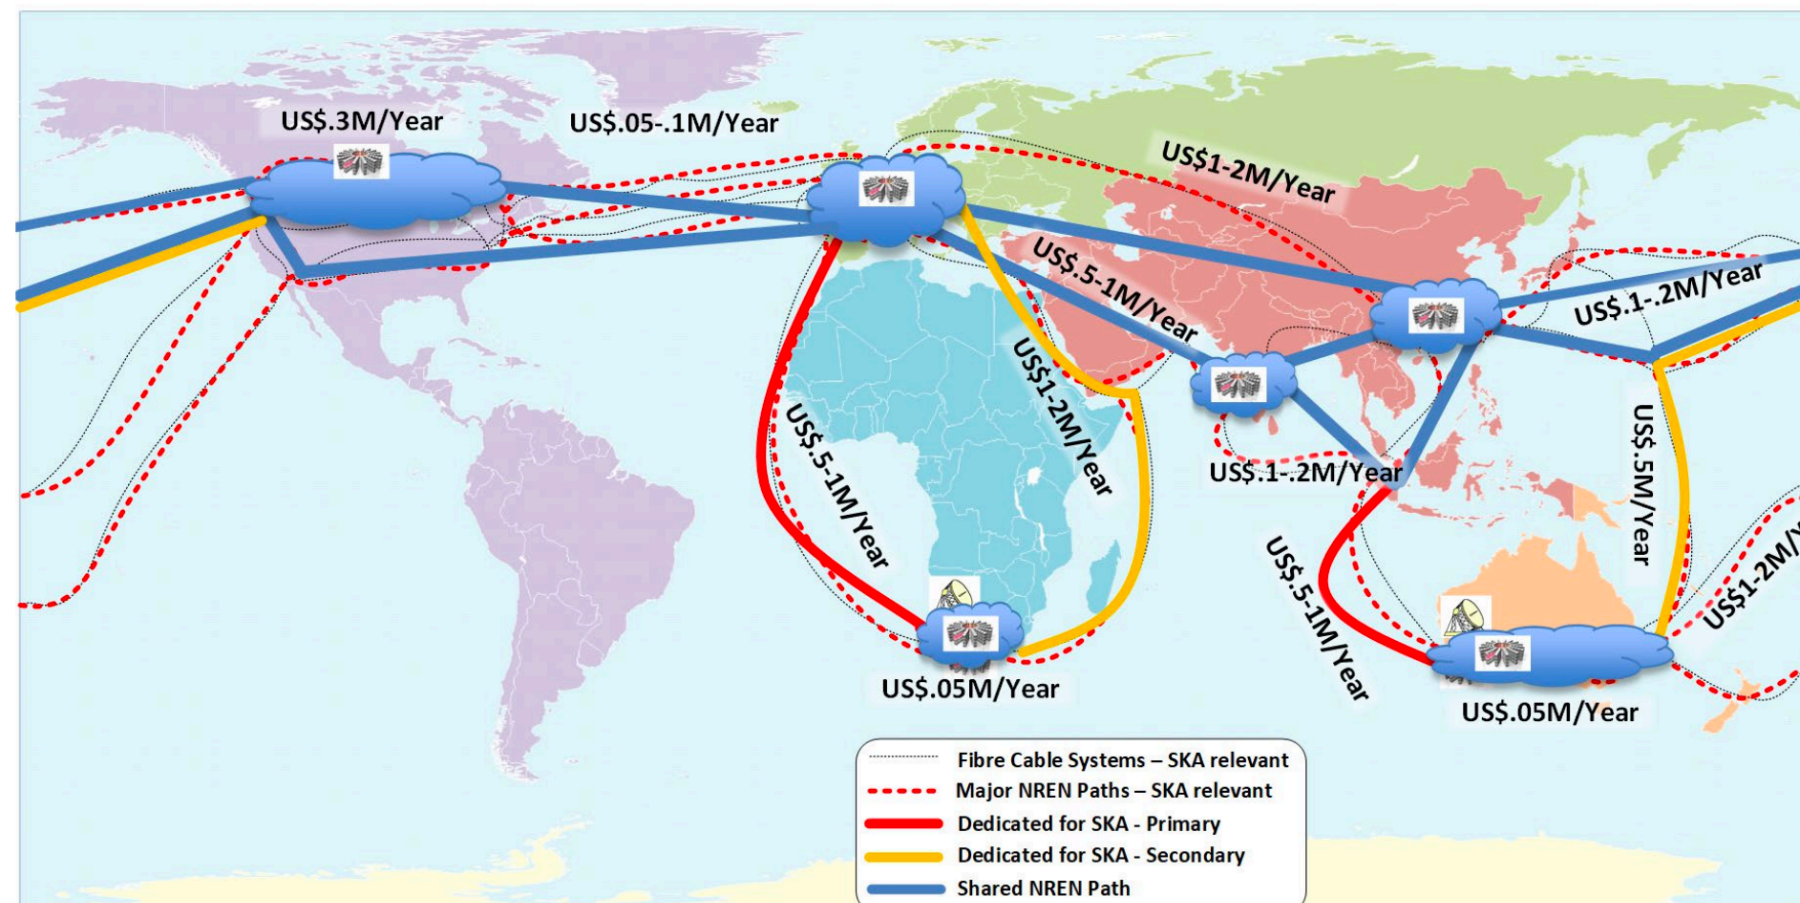 US$.3M/Year
US$.05-.1M/Year
US$1-2M/Year
US$.5-1M/Year
US$.1-.2M/Year
US$1-2M/Year
US$.5-1M/Year
US$.1-.2M/Year
US$.5M/Year
US$.5-1M/Year
US$1-2M/Y
US$.05M/Year
US$.05M/Year
Fibre Cable Systems – SKA relevant
Major NREN Paths – SKA relevant
Dedicated for SKA - Primary
Dedicated for SKA - Secondary
Shared NREN Path